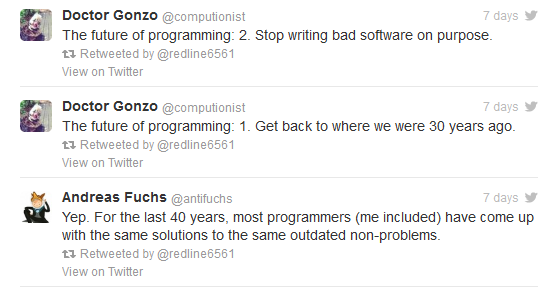 Doctor Gonzo @computionist 7 days
The future of programming: 2. Stop writing bad software on purpose.
Retweeted by @redline6561
View on Twitter
Doctor Gonzo @computionist 7 days
The future of programming: 1. Get back to where we were 30 years ago.
Retweeted by @redline6561
View on Twitter
Andreas Fuchs @antifuchs 7 days
Yep. For the last 40 years, most programmers (me included) have come up
with the same solutions to the same outdated non-problems.
Retweeted by @redline6561
View on Twitter